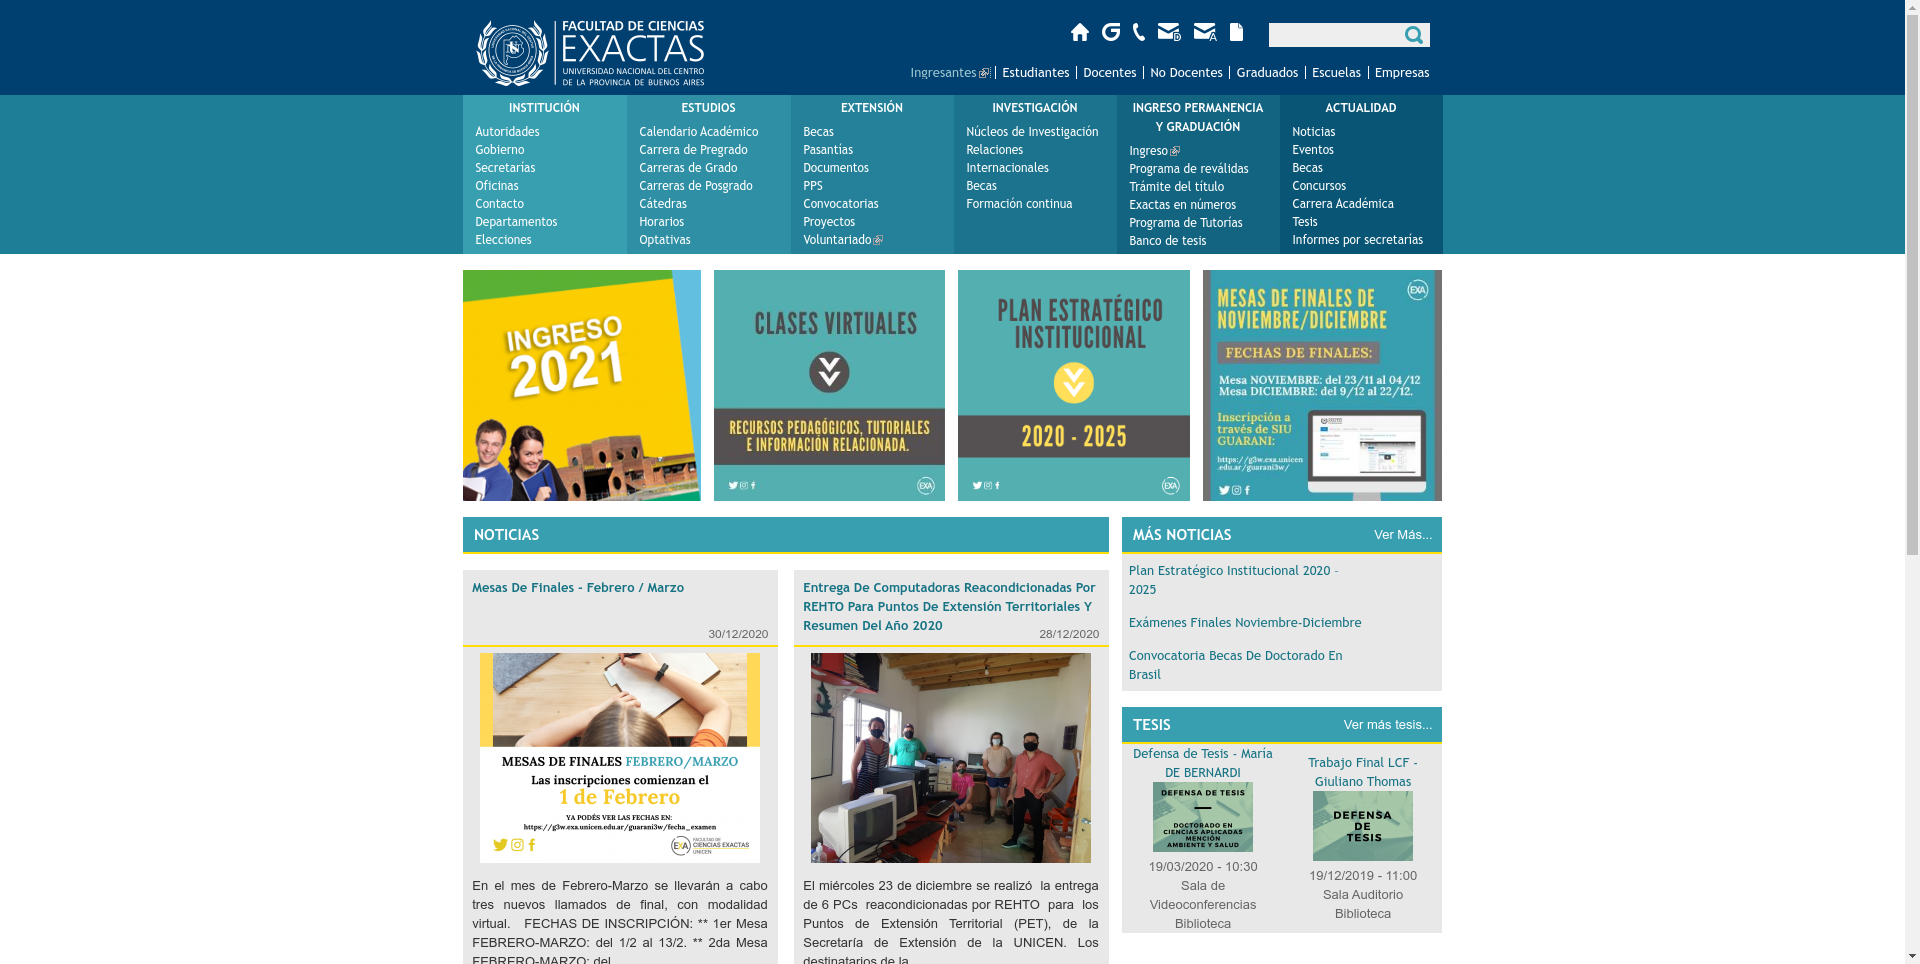 FACULTAD DE CIENCIAS
EXACTAS
UNIVERSIDAD NACIONAL DEL CENTRO
DE LA PROVINCIA DE BUENOS AIRES
Ingresantes
Estudiantes
Docentes
No Docentes
Graduados
Escuelas
Empresas
INSTITUCIÓN
Autoridades
Gobierno
Secretarías
Oficinas
Contacto
Departamentos
Elecciones
ESTUDIOS
Calendario Académico
Carrera de Pregrado
Carreras de Grado
Carreras de Posgrado
Cátedras
Horarios
Optativas
EXTENSIÓN
Becas
Pasantías
Documentos
PPS
Convocatorias
Proyectos
Voluntariado
INVESTIGACIÓN
Núcleos de Investigación
Relaciones
Internacionales
Becas
Formación continua
INGRESO PERMANENCIA
Y GRADUACIÓN
Ingreso
Programa de reválidas
Trámite del título
Exactas en números
Programa de Tutorías
Banco de tesis
ACTUALIDAD
Noticias
Eventos
Becas
Concursos
Carrera Académica
Tesis
Informes por secretarías
INGRESO
2021
CLASES VIRTUALES
RECURSOS PEDAGÓGICOS, TUTORIALES
E INFORMACIÓN RELACIONADA.
EXA
PLAN ESTRATÉGICO
INSTITUCIONAL
2020 - 2025
EXA
EXA
MESAS DE FINALES DE
NOVIEMBRE/DICIEMBRE
FECHAS DE FINALES:
Mesa NOVIEMBRE: del 23/11 al 04/12
Mesa DICIEMBRE: del 9/12 al 22/12.
Inscripción a
través de SIU
GUARANI:
https://g3w.exa.unicen
.edu.ar/guarani3w/
NOTICIAS
Mesas De Finales - Febrero / Marzo
30/12/2020
MESAS DE FINALES FEBRERO/MARZO
Las inscripciones comienzan el
1 de Febrero
YA PODÉS VER LAS FECHAS EN:
https://g3w.exa.unicen.edu.ar/guarani3w/fecha_examen
EXA
FACULTAD DE
CIENCIAS EXACTAS
UNICEN
En el mes de Febrero-Marzo se llevarán a cabo
tres nuevos llamados de final, con modalidad
virtual. FECHAS DE INSCRIPCIÓN: ** 1er Mesa
FEBRERO-MARZO: del 1/2 al 13/2. ** 2da Mesa
FEBRERO-MARZO: del
Entrega De Computadoras Reacondicionadas Por
REHTO Para Puntos De Extensión Territoriales Y
Resumen Del Año 2020
28/12/2020
El miércoles 23 de diciembre se realizó la entrega
de 6 PCs reacondicionadas por REHTO para los
Puntos de Extensión Territorial (PET), de la
Secretaría de Extensión de la UNICEN. Los
destinatarios de la
MÁS NOTICIAS
Ver Más...
Plan Estratégico Institucional 2020 -
2025
Exámenes Finales Noviembre-Diciembre
Convocatoria Becas De Doctorado En
Brasil
TESIS
Ver más tesis...
Defensa de Tesis - María
DE BERNARDI
DEFENSA DE TESIS
DOCTORADO EN
CIENCIAS APLICADAS
MENCIÓN
AMBIENTE Y SALUD
19/03/2020 - 10:30
Sala de
Videoconferencias
Biblioteca
Trabajo Final LCF -
Giuliano Thomas
DEFENSA
DE
TESIS
19/12/2019 - 11:00
Sala Auditorio
Biblioteca